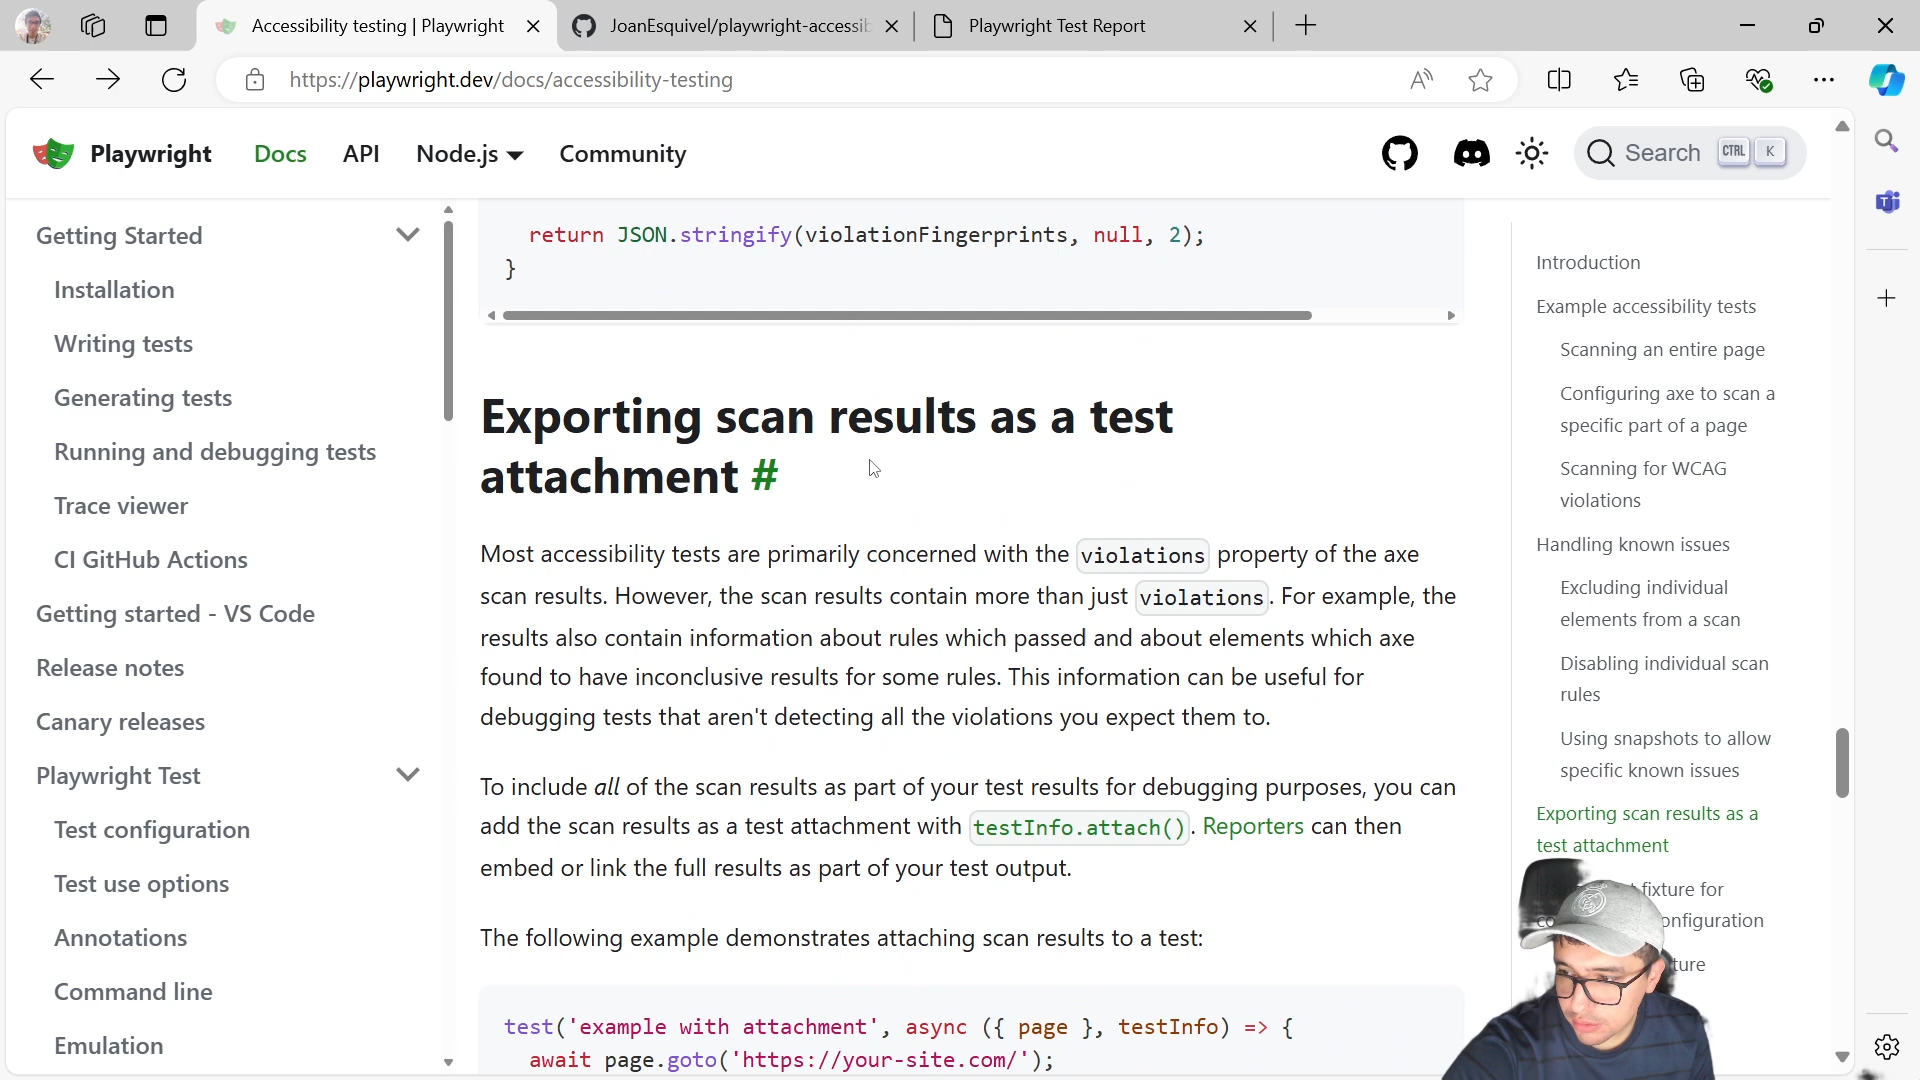 Accessibility testing | Playwright
JoanEsquivel/playwright-accessib
Playwright Test Report
https://playwright.dev/docs/accessibility-testing
Playwright
Docs
API
Node.js
Community
Search
CTRL
K
Getting Started
Installation
Writing tests
Generating tests
Running and debugging tests
Trace viewer
CI GitHub Actions
Getting started - VS Code
Release notes
Canary releases
Playwright Test
Test configuration
Test use options
Annotations
Command line
Emulation
return JSON.stringify(violationFingerprints, null, 2);
}
Exporting scan results as a test
attachment #
Most accessibility tests are primarily concerned with the violations property of the axe
scan results. However, the scan results contain more than just violations. For example, the
results also contain information about rules which passed and about elements which axe
found to have inconclusive results for some rules. This information can be useful for
debugging tests that aren't detecting all the violations you expect them to.
To include all of the scan results as part of your test results for debugging purposes, you can
add the scan results as a test attachment with testInfo.attach(). Reporters can then
embed or link the full results as part of your test output.
The following example demonstrates attaching scan results to a test:
test('example with attachment', async ({ page }, testInfo) => {
await page.goto('https://your-site.com/');
Introduction
Example accessibility tests
Scanning an entire page
Configuring axe to scan a
specific part of a page
Scanning for WCAG
violations
Handling known issues
Excluding individual
elements from a scan
Disabling individual scan
rules
Using snapshots to allow
specific known issues
Exporting scan results as a
test attachment
fixture for
onfiguration
ture